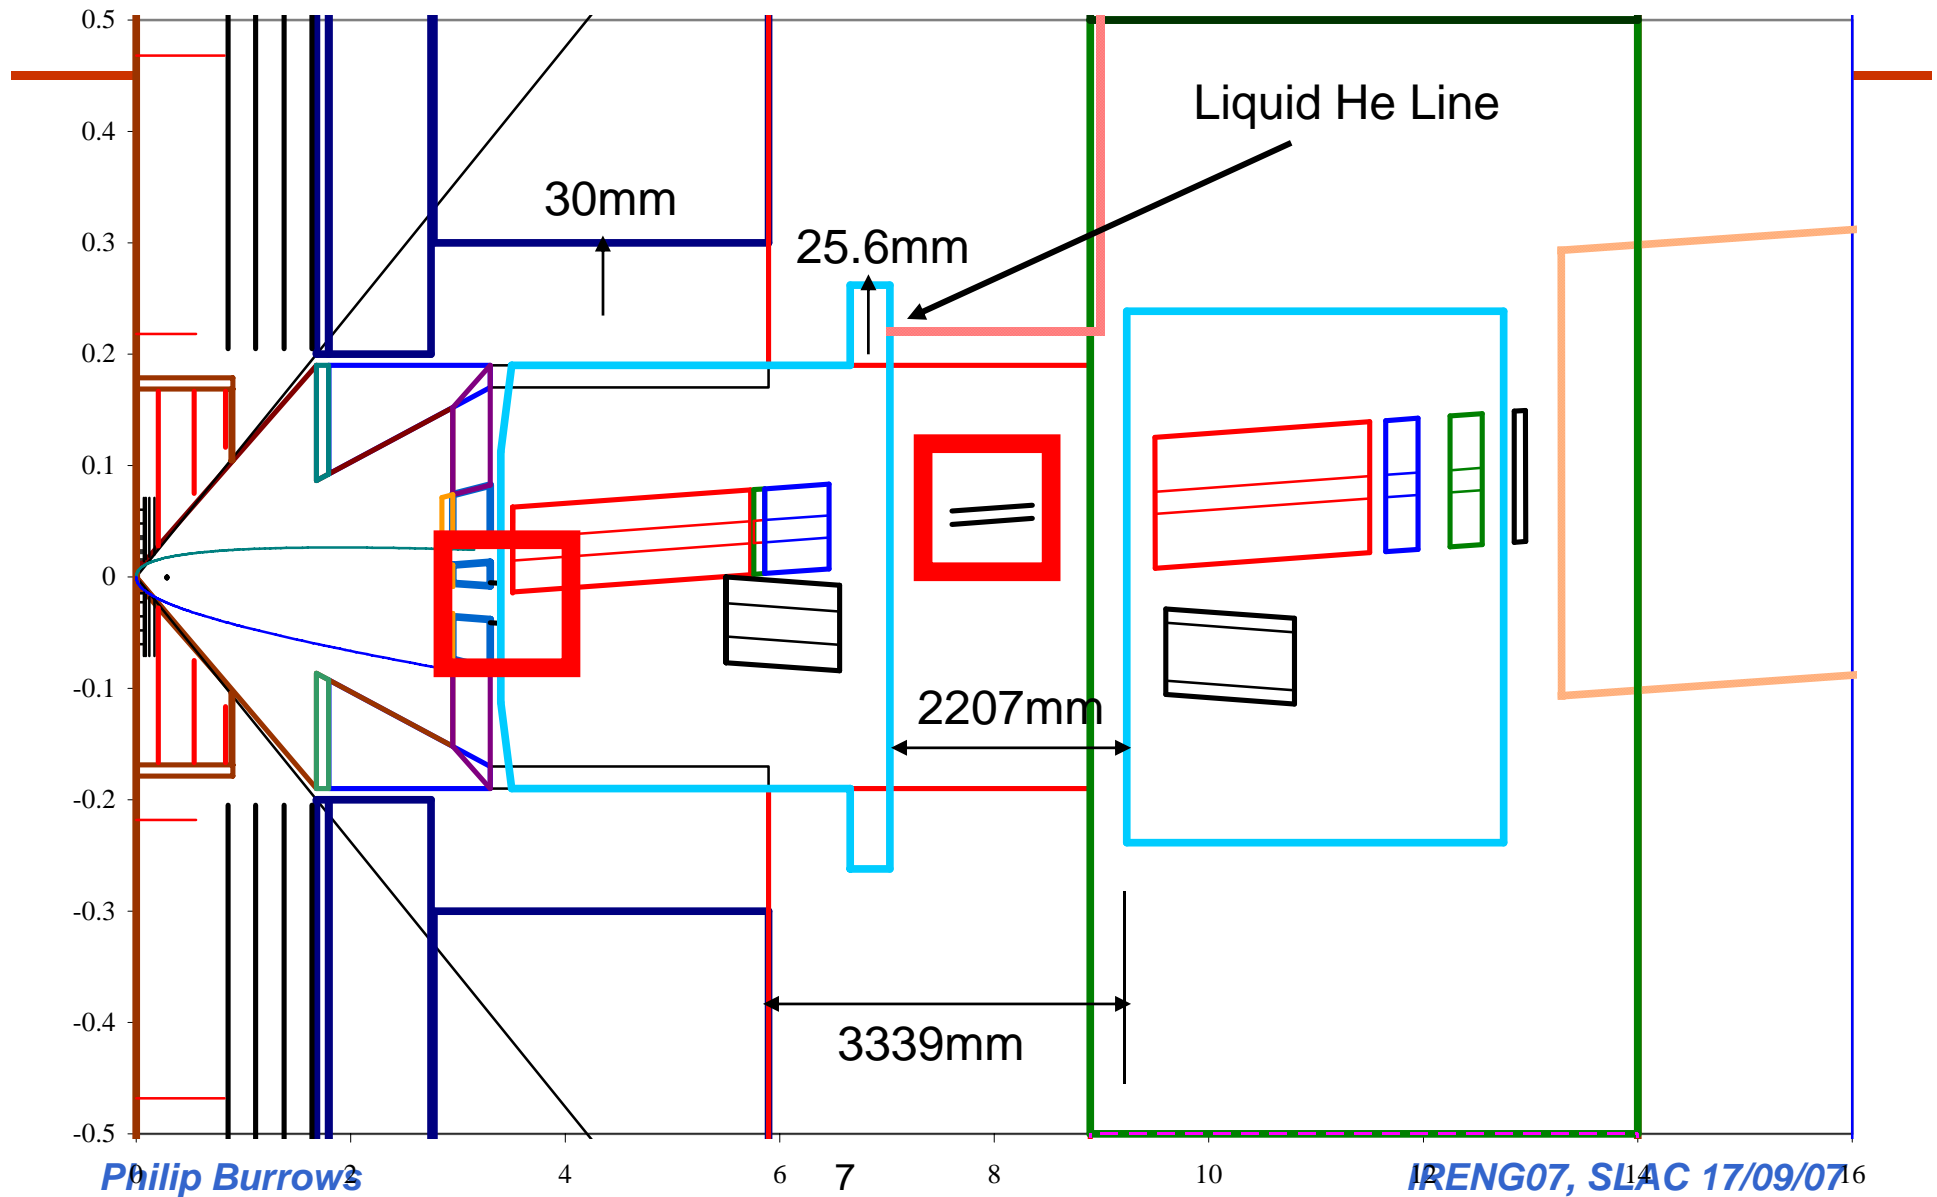 0.5
0.4
0.3
0.2
0.1
0
-0.1
-0.2
-0.3
-0.4
-0.5
Liquid He Line
30mm
25.6mm
2207mm
3339mm
0 2 4 6 8 10 12 14 16
Philip Burrows 7 IRENG07, SLAC 17/09/07